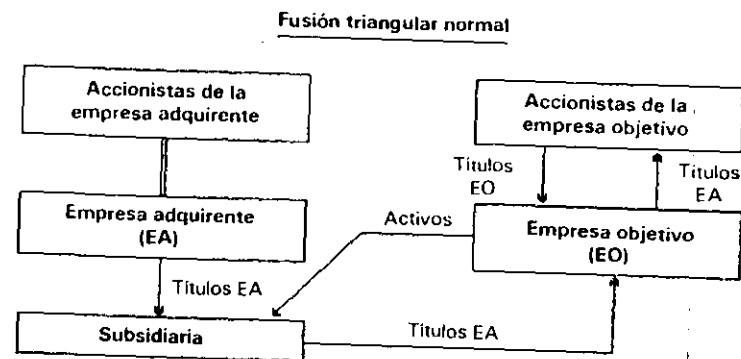 Fusión triangular normal
Accionistas de la
empresa adquirente
Accionistas de la
empresa objetivo
Títulos
EO
Títulos
EA
Empresa adquirente
(EA)
Activos
Empresa objetivo
(EO)
Títulos EA
Subsidiaria
Títulos EA